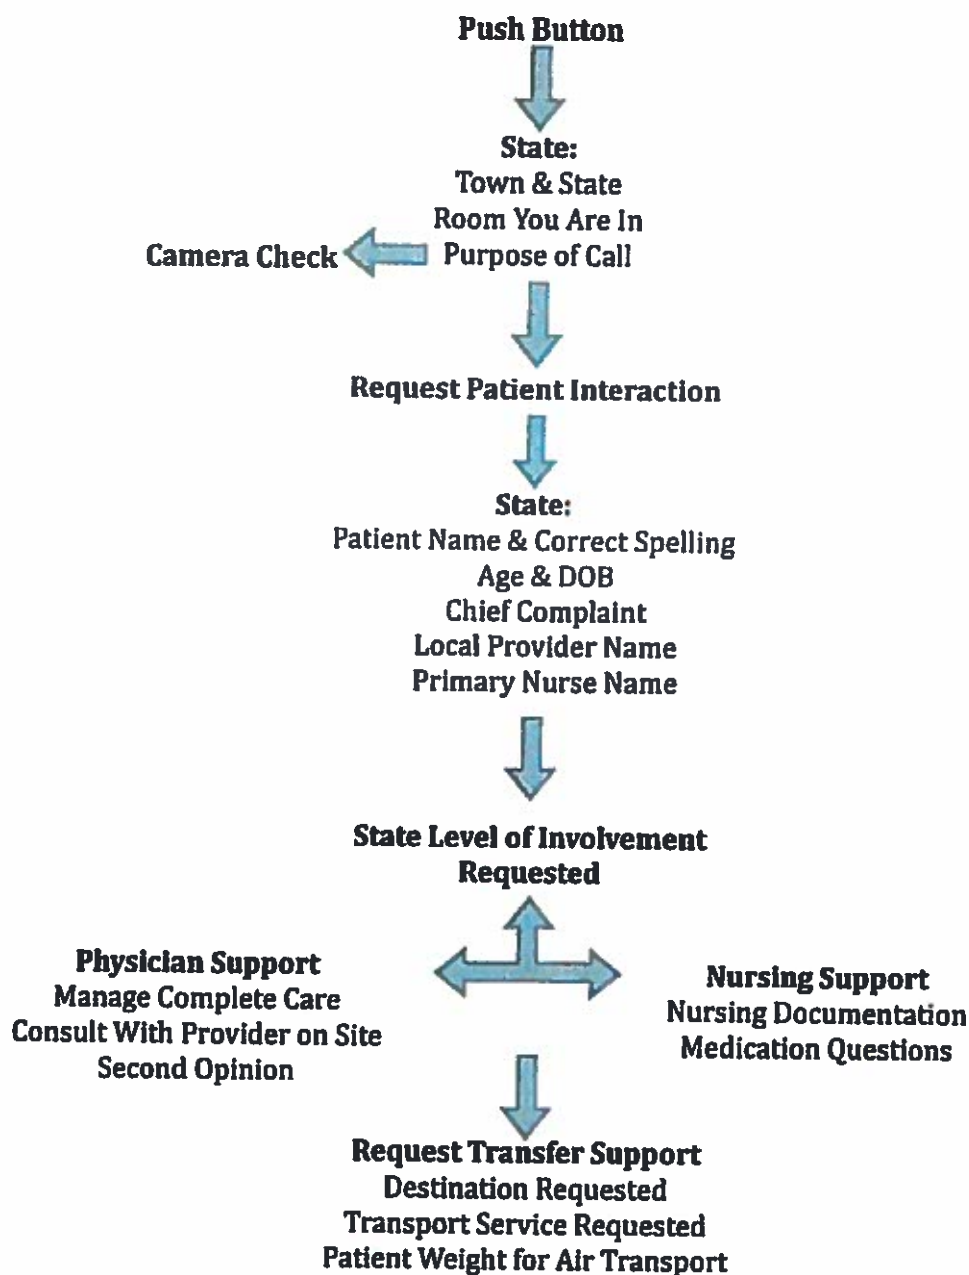 Push Button
State:
Town & State
Room You Are In
Camera Check
Purpose of Call
Request Patient Interaction
State:
Patient Name & Correct Spelling
Age & DOB
Chief Complaint
Local Provider Name
Primary Nurse Name
State Level of Involvement
Requested
Physician Support
Manage Complete Care
Consult With Provider on Site
Second Opinion
Nursing Support
Nursing Documentation
Medication Questions
Request Transfer Support
Destination Requested
Transport Service Requested
Patient Weight for Air Transport